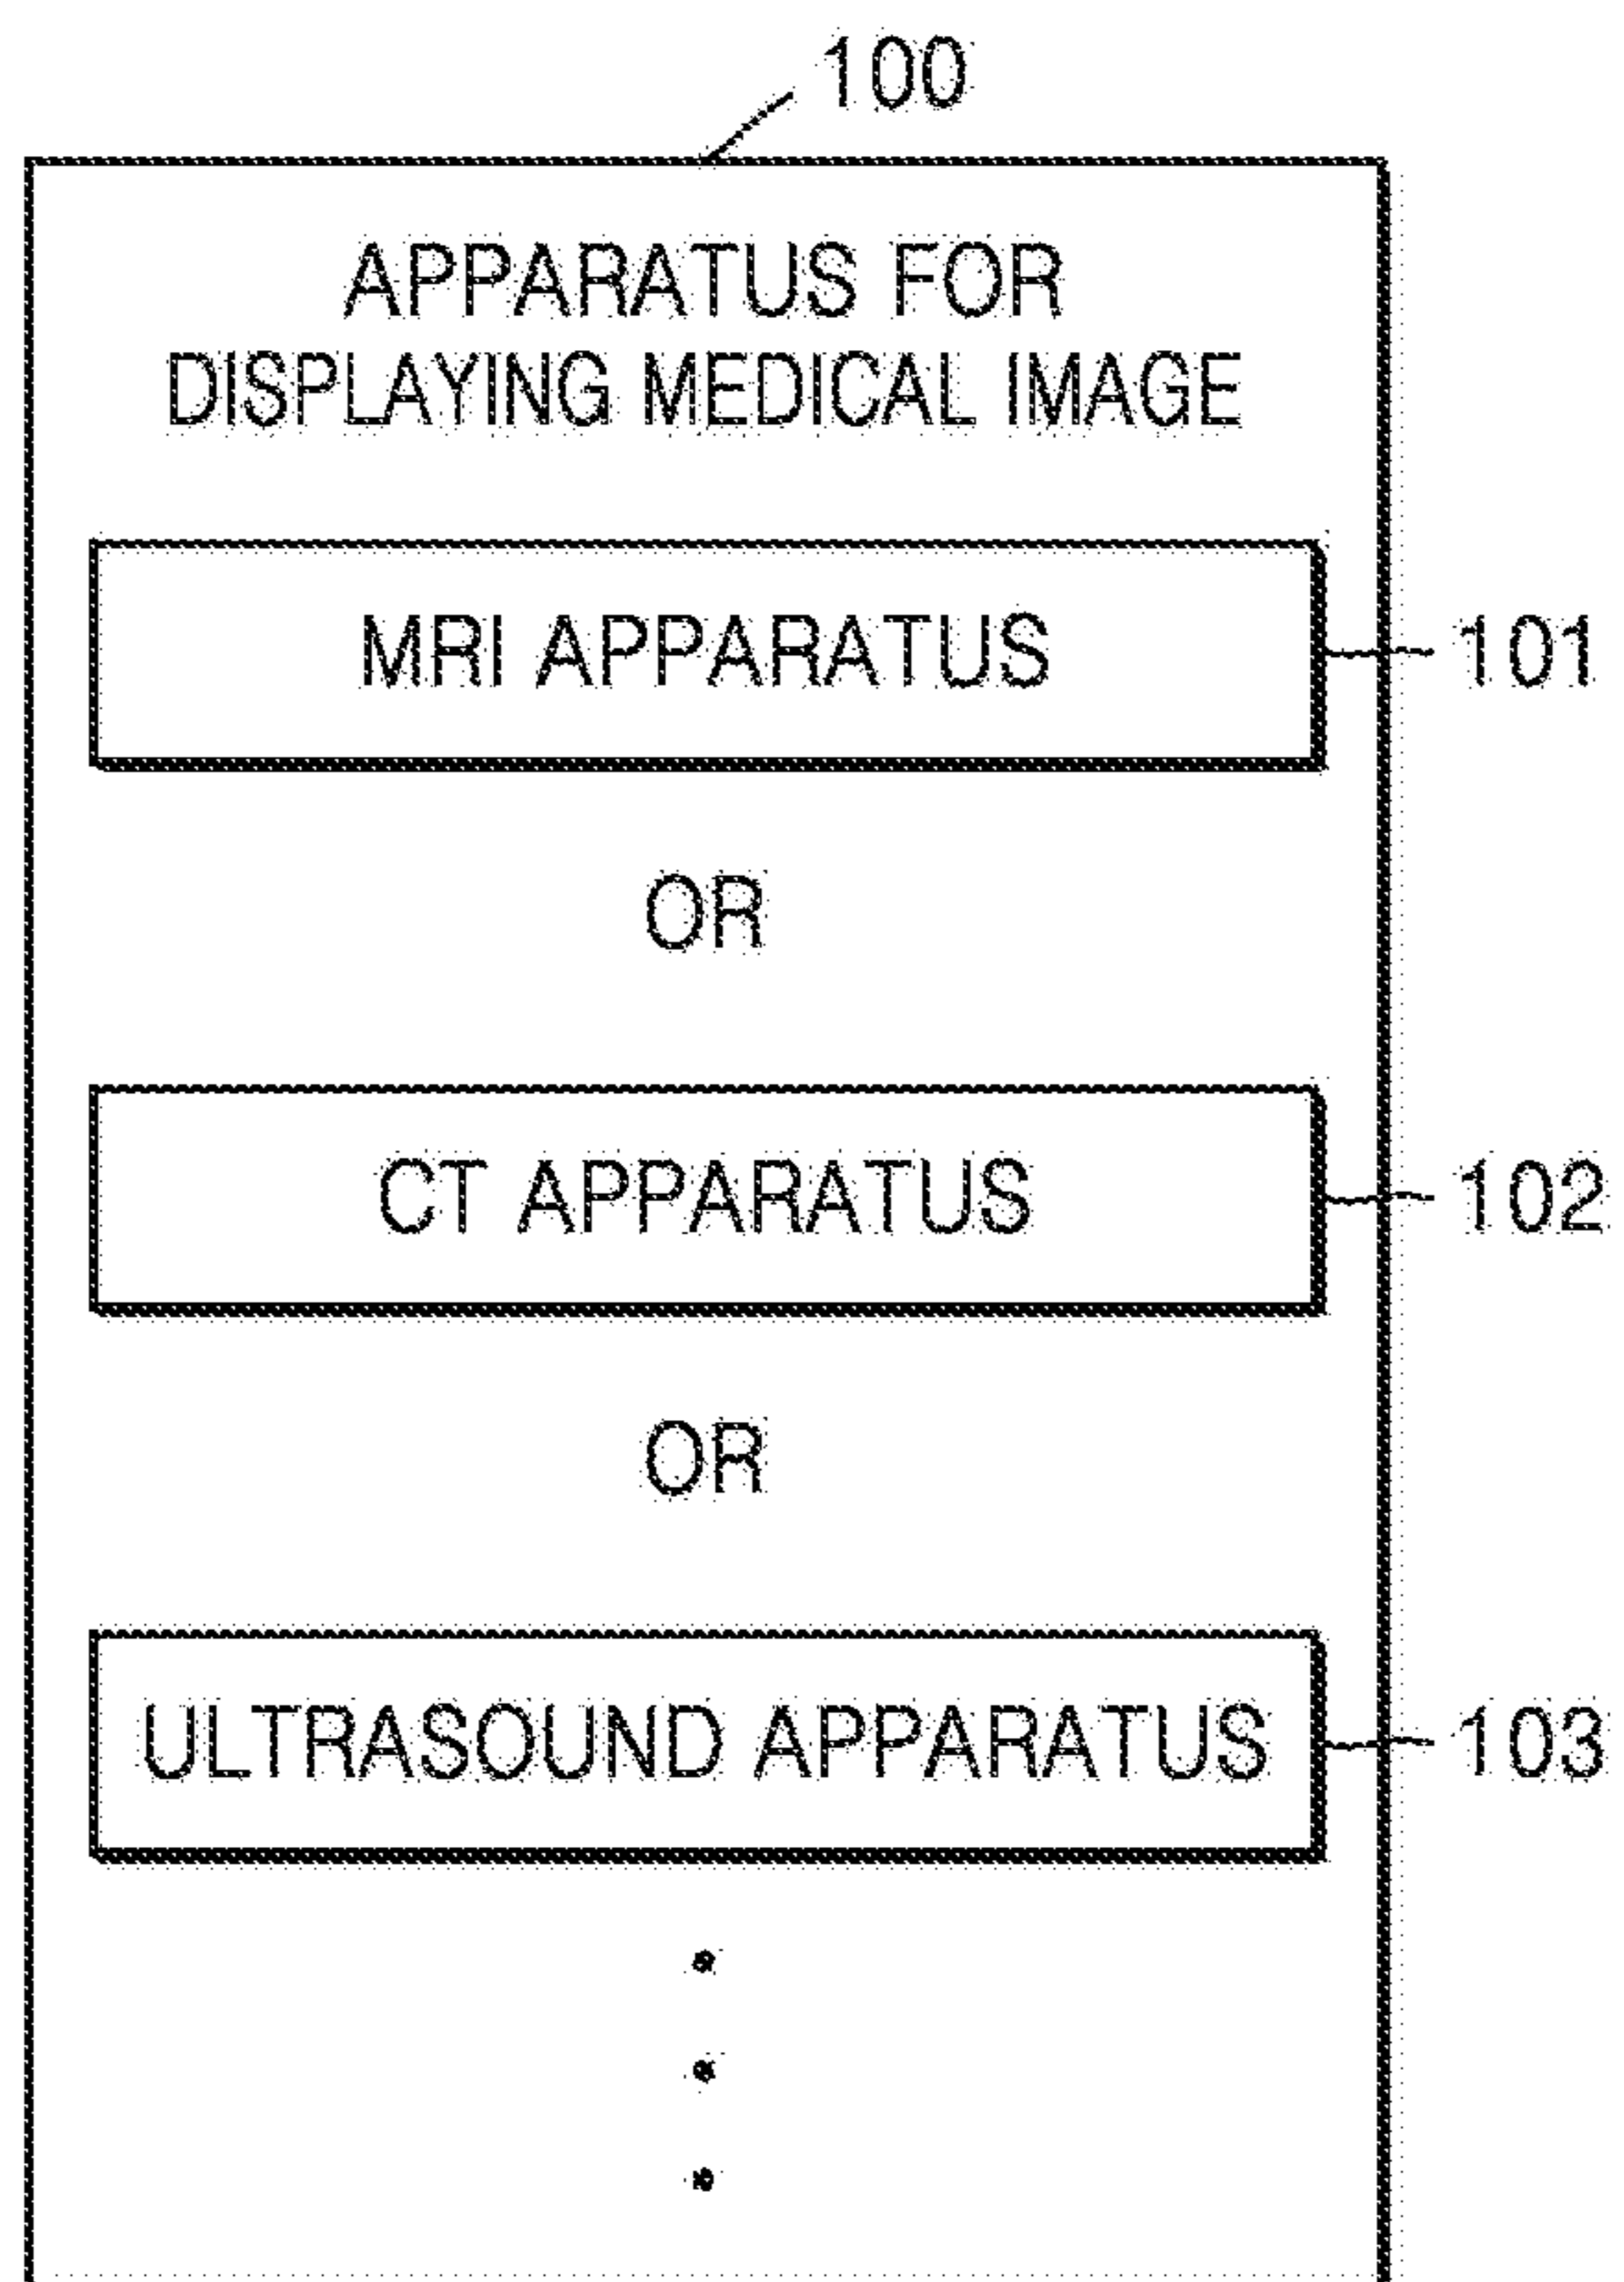 100
APPARATUS FOR
DISPLAYING MEDICAL IMAGE
MRI APPARATUS
101
OR
CT APPARATUS
102
OR
ULTRASOUND APPARATUS
103